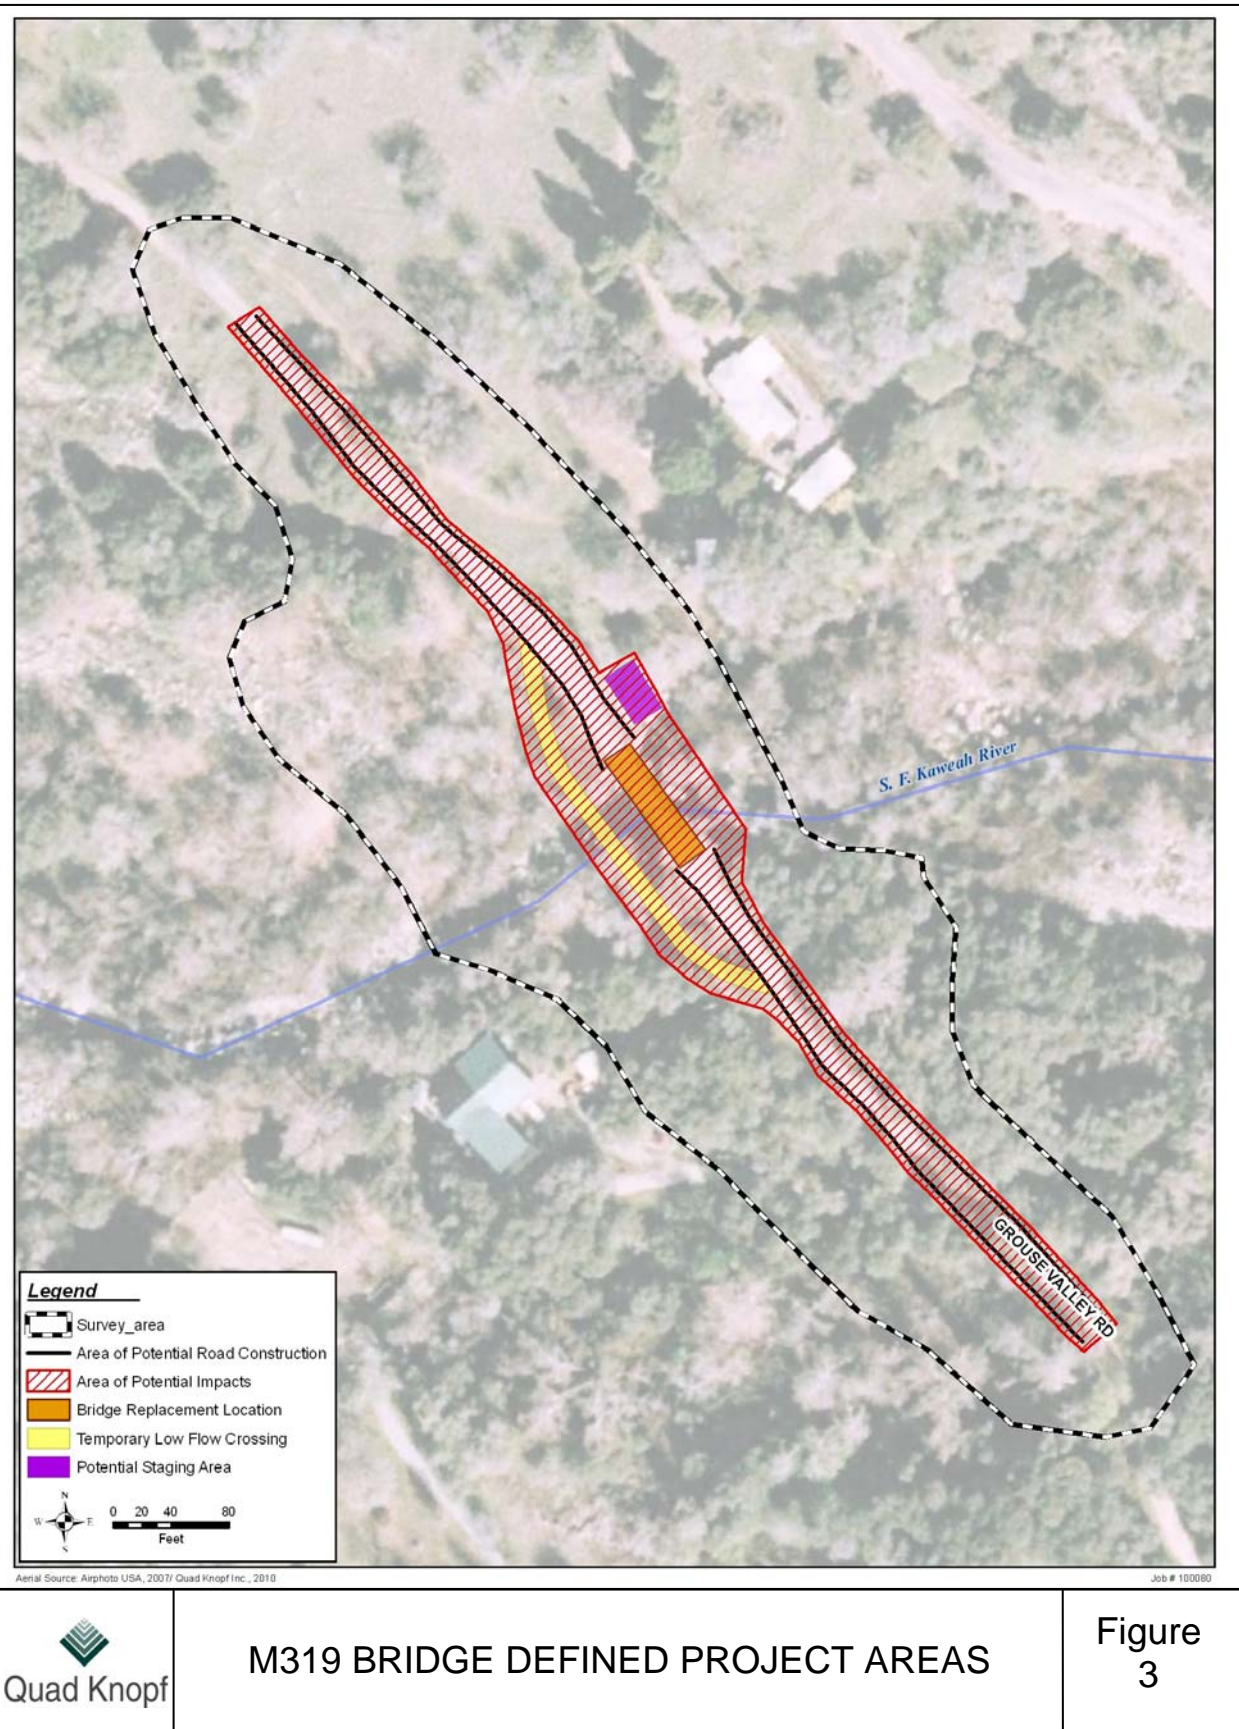 S. F. Kaweah River
GROUSE VALLEY RD
Legend
Survey_area
Area of Potential Road Construction
Area of Potential Impacts
Bridge Replacement Location
Temporary Low Flow Crossing
Potential Staging Area
N
W E
S
0 20 40 80
Feet
Aerial Source: Airphoto USA, 2007/ Quad Knopf Inc., 2010
Job # 100080
Quad Knopf
M319 BRIDGE DEFINED PROJECT AREAS
Figure
3